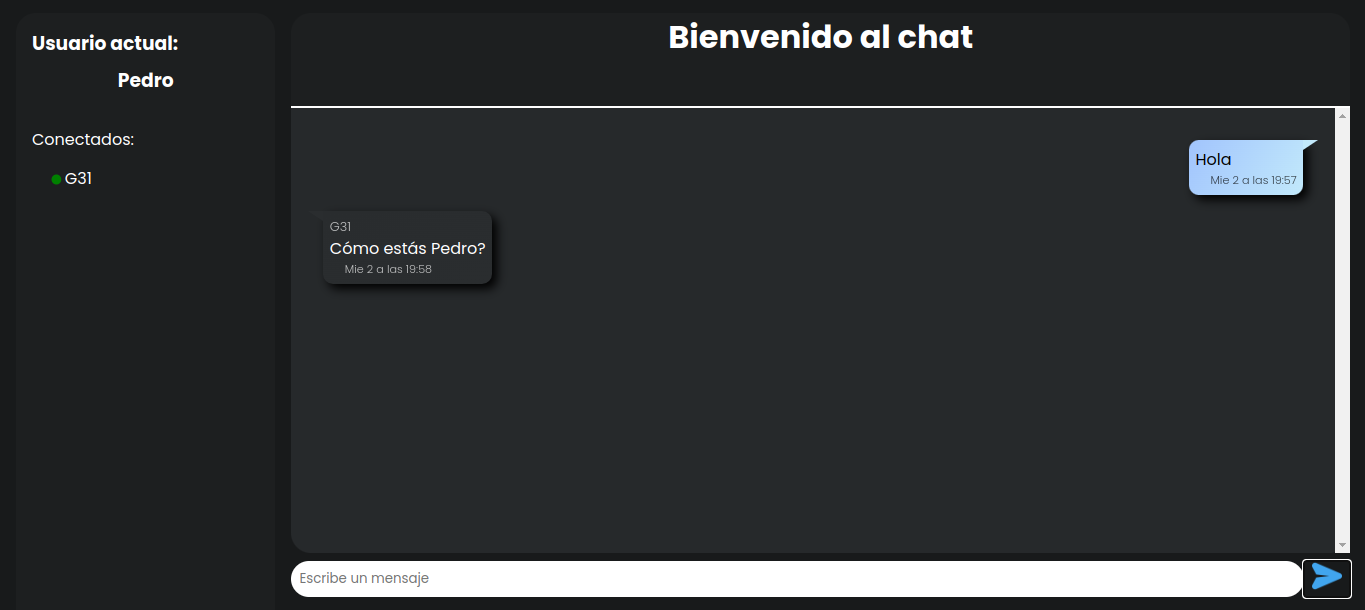 Usuario actual:
Pedro
Conectados:
G31
Bienvenido al chat
Hola
Mie 2 a las 19:57
G31
Cómo estás Pedro?
Mie 2 a las 19:58
Escribe un mensaje